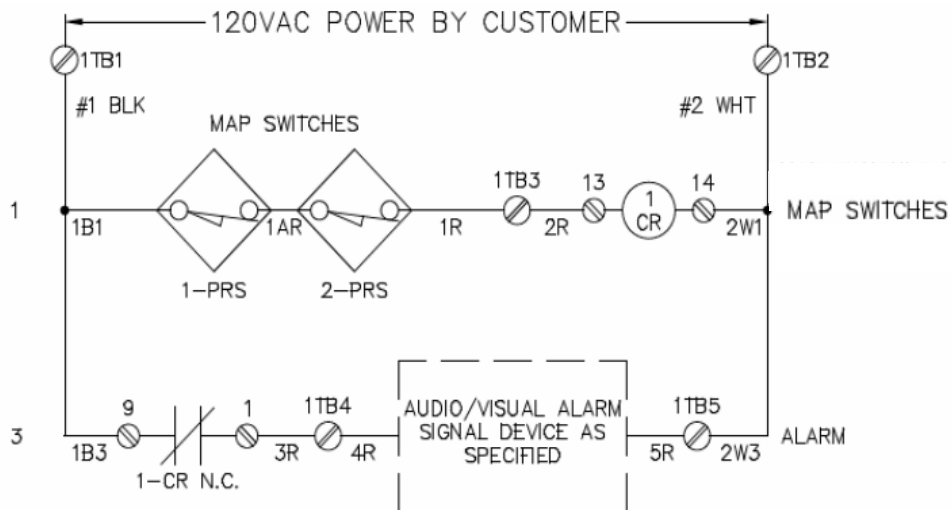 120VAC POWER BY CUSTOMER
1TB1
1TB2
#1 BLK
#2 WHT
MAP SWITCHES
1TB3
13
14
1
1
CR
MAP SWITCHES
1B1
1AR
1R
2R
2W1
1-PRS
2-PRS
9
1
1TB4
AUDIO/VISUAL ALARM
SIGNAL DEVICE AS
SPECIFIED
1TB5
3
ALARM
1B3
3R
4R
5R
2W3
1-CR N.C.